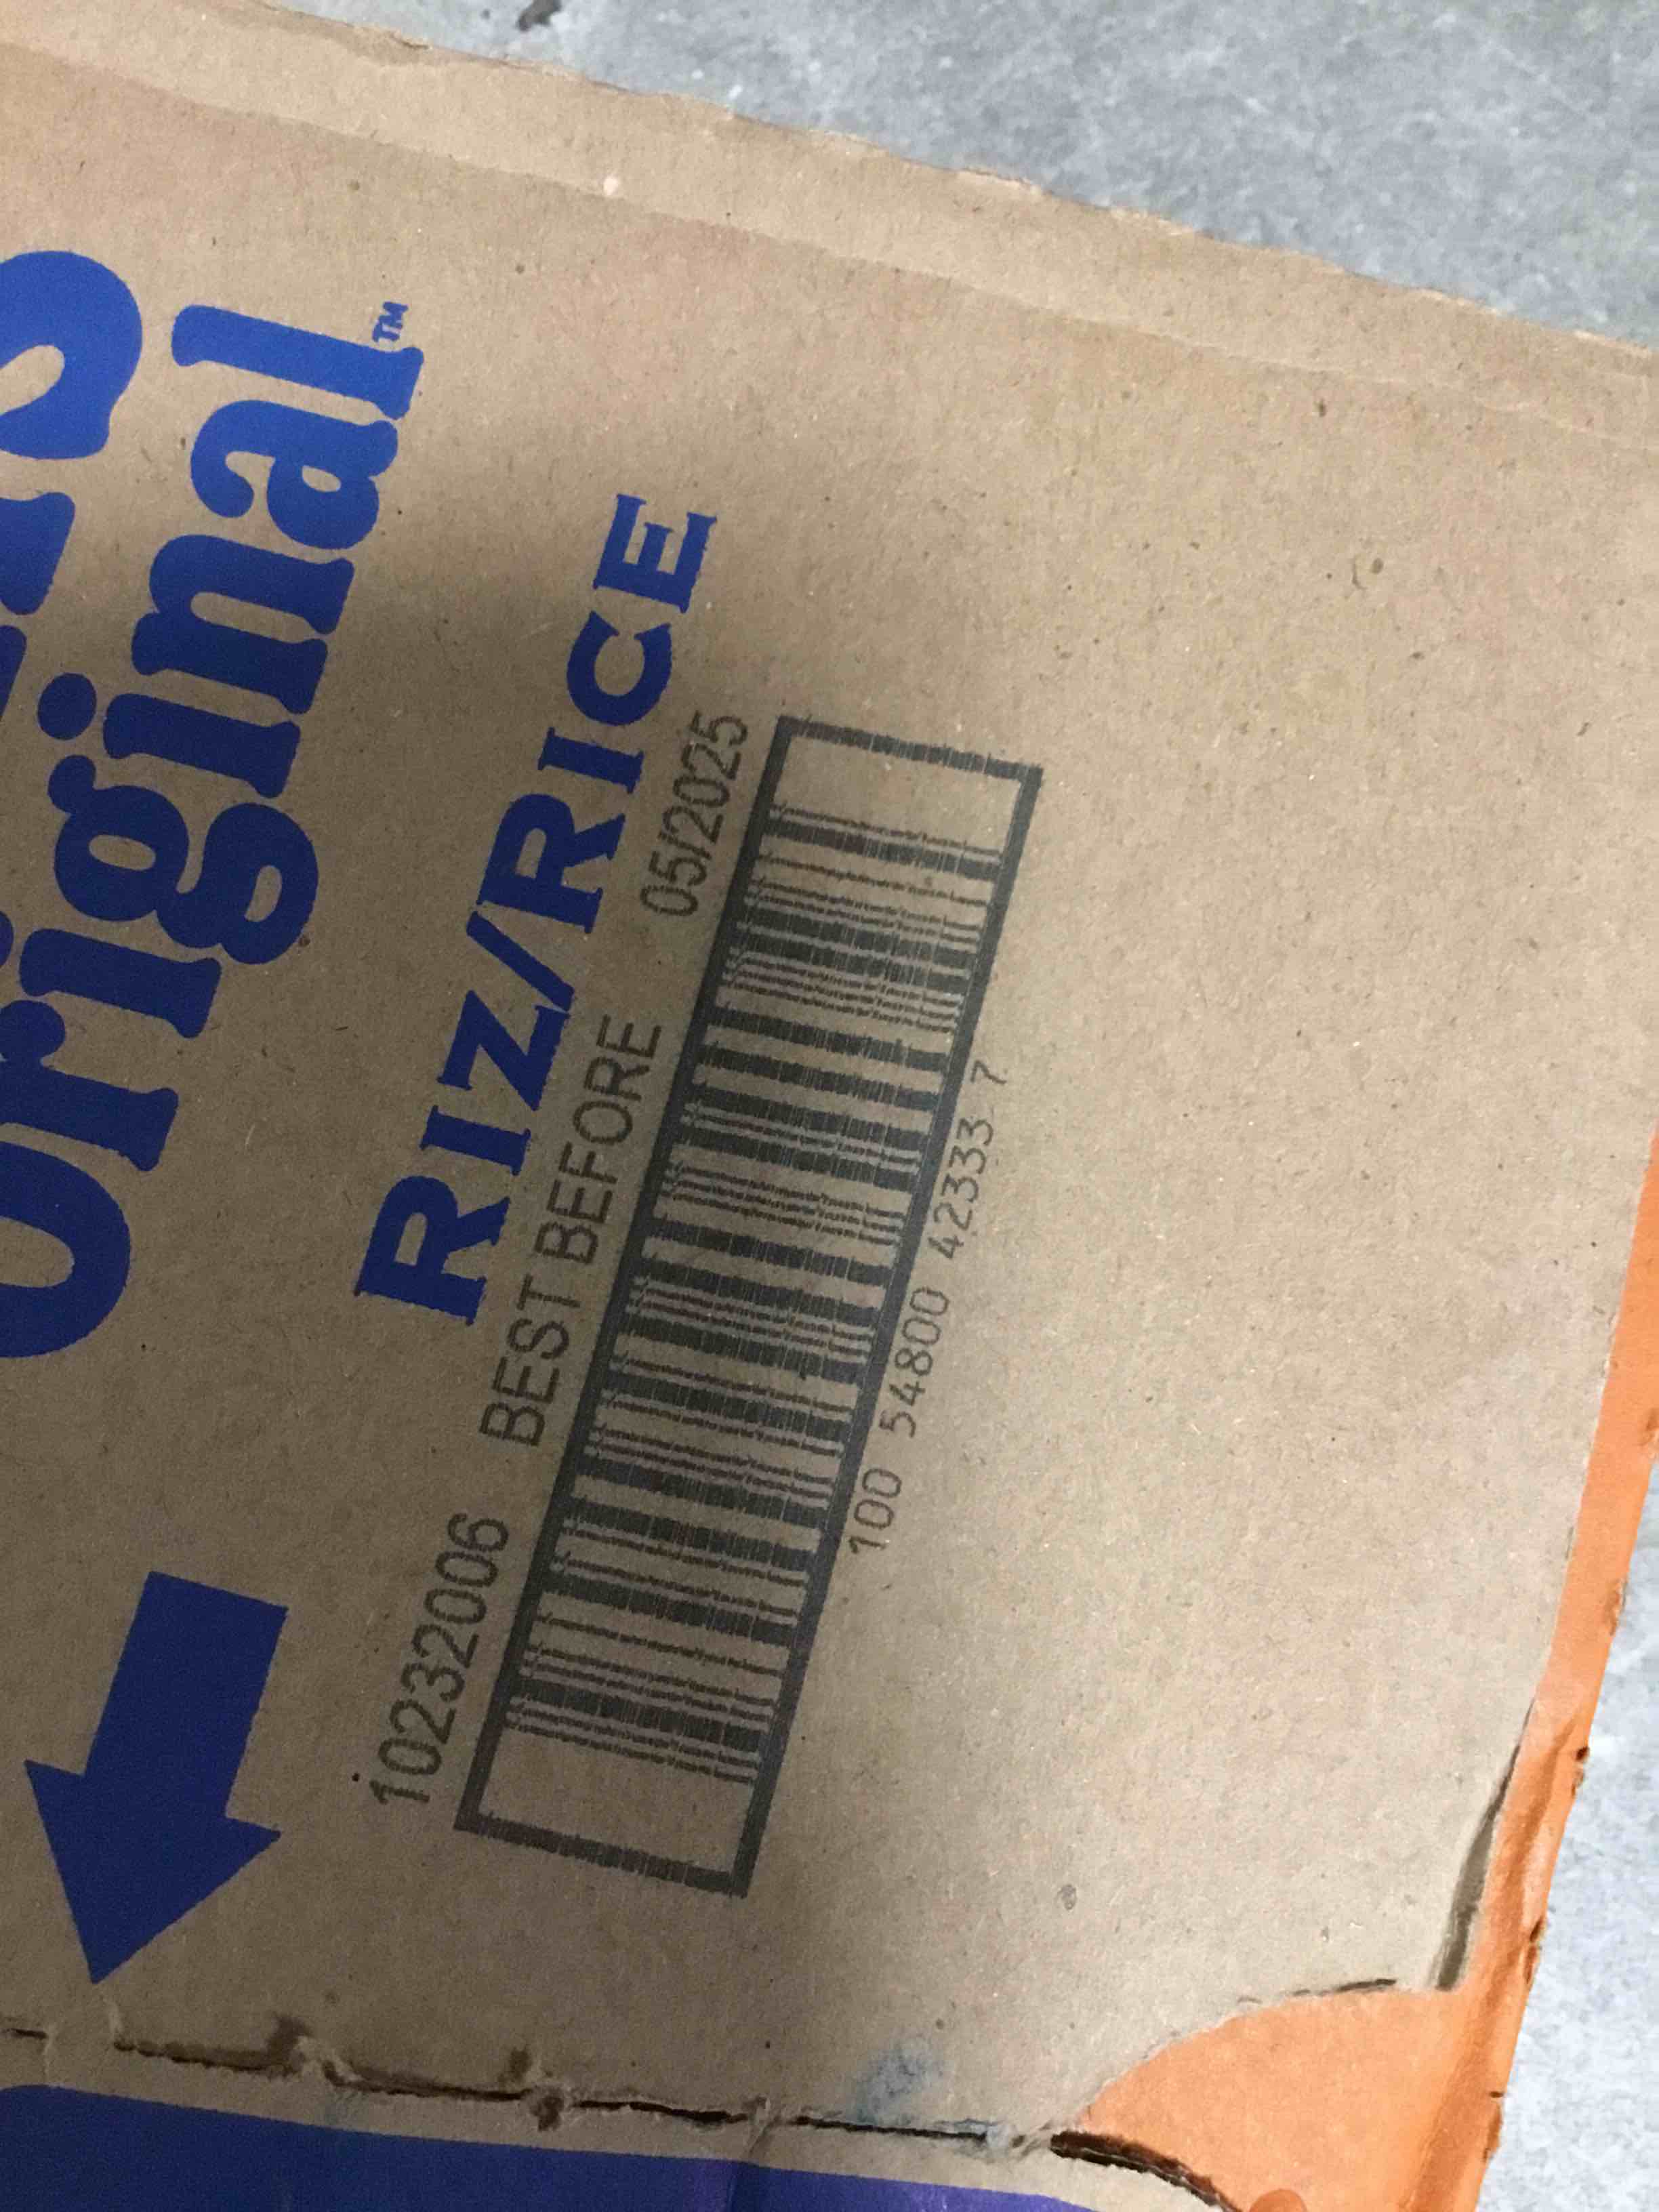 Original™
RIZ/RICE
10232006 BEST BEFORE 05/2025
100 54800 42333 7